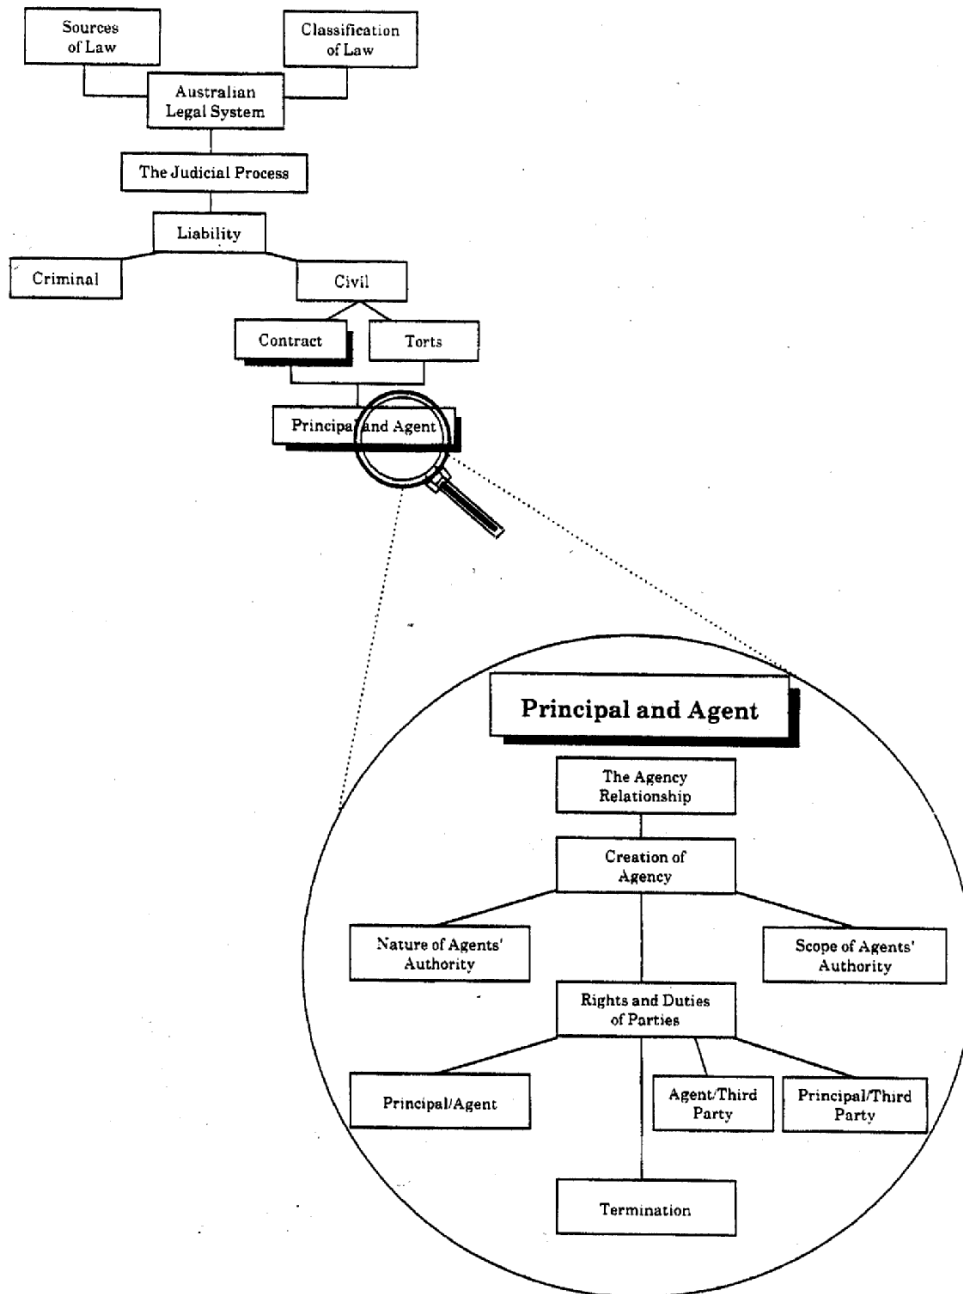 Sources
of Law
Classification
of Law
Australian
Legal System
The Judicial Process
Liability
Criminal
Civil
Contract
Torts
Principal and Agent
Principal and Agent
The Agency
Relationship
Creation of
Agency
Nature of Agents'
Authority
Scope of Agents'
Authority
Rights and Duties
of Parties
Principal/Agent
Agent/Third
Party
Principal/Third
Party
Termination